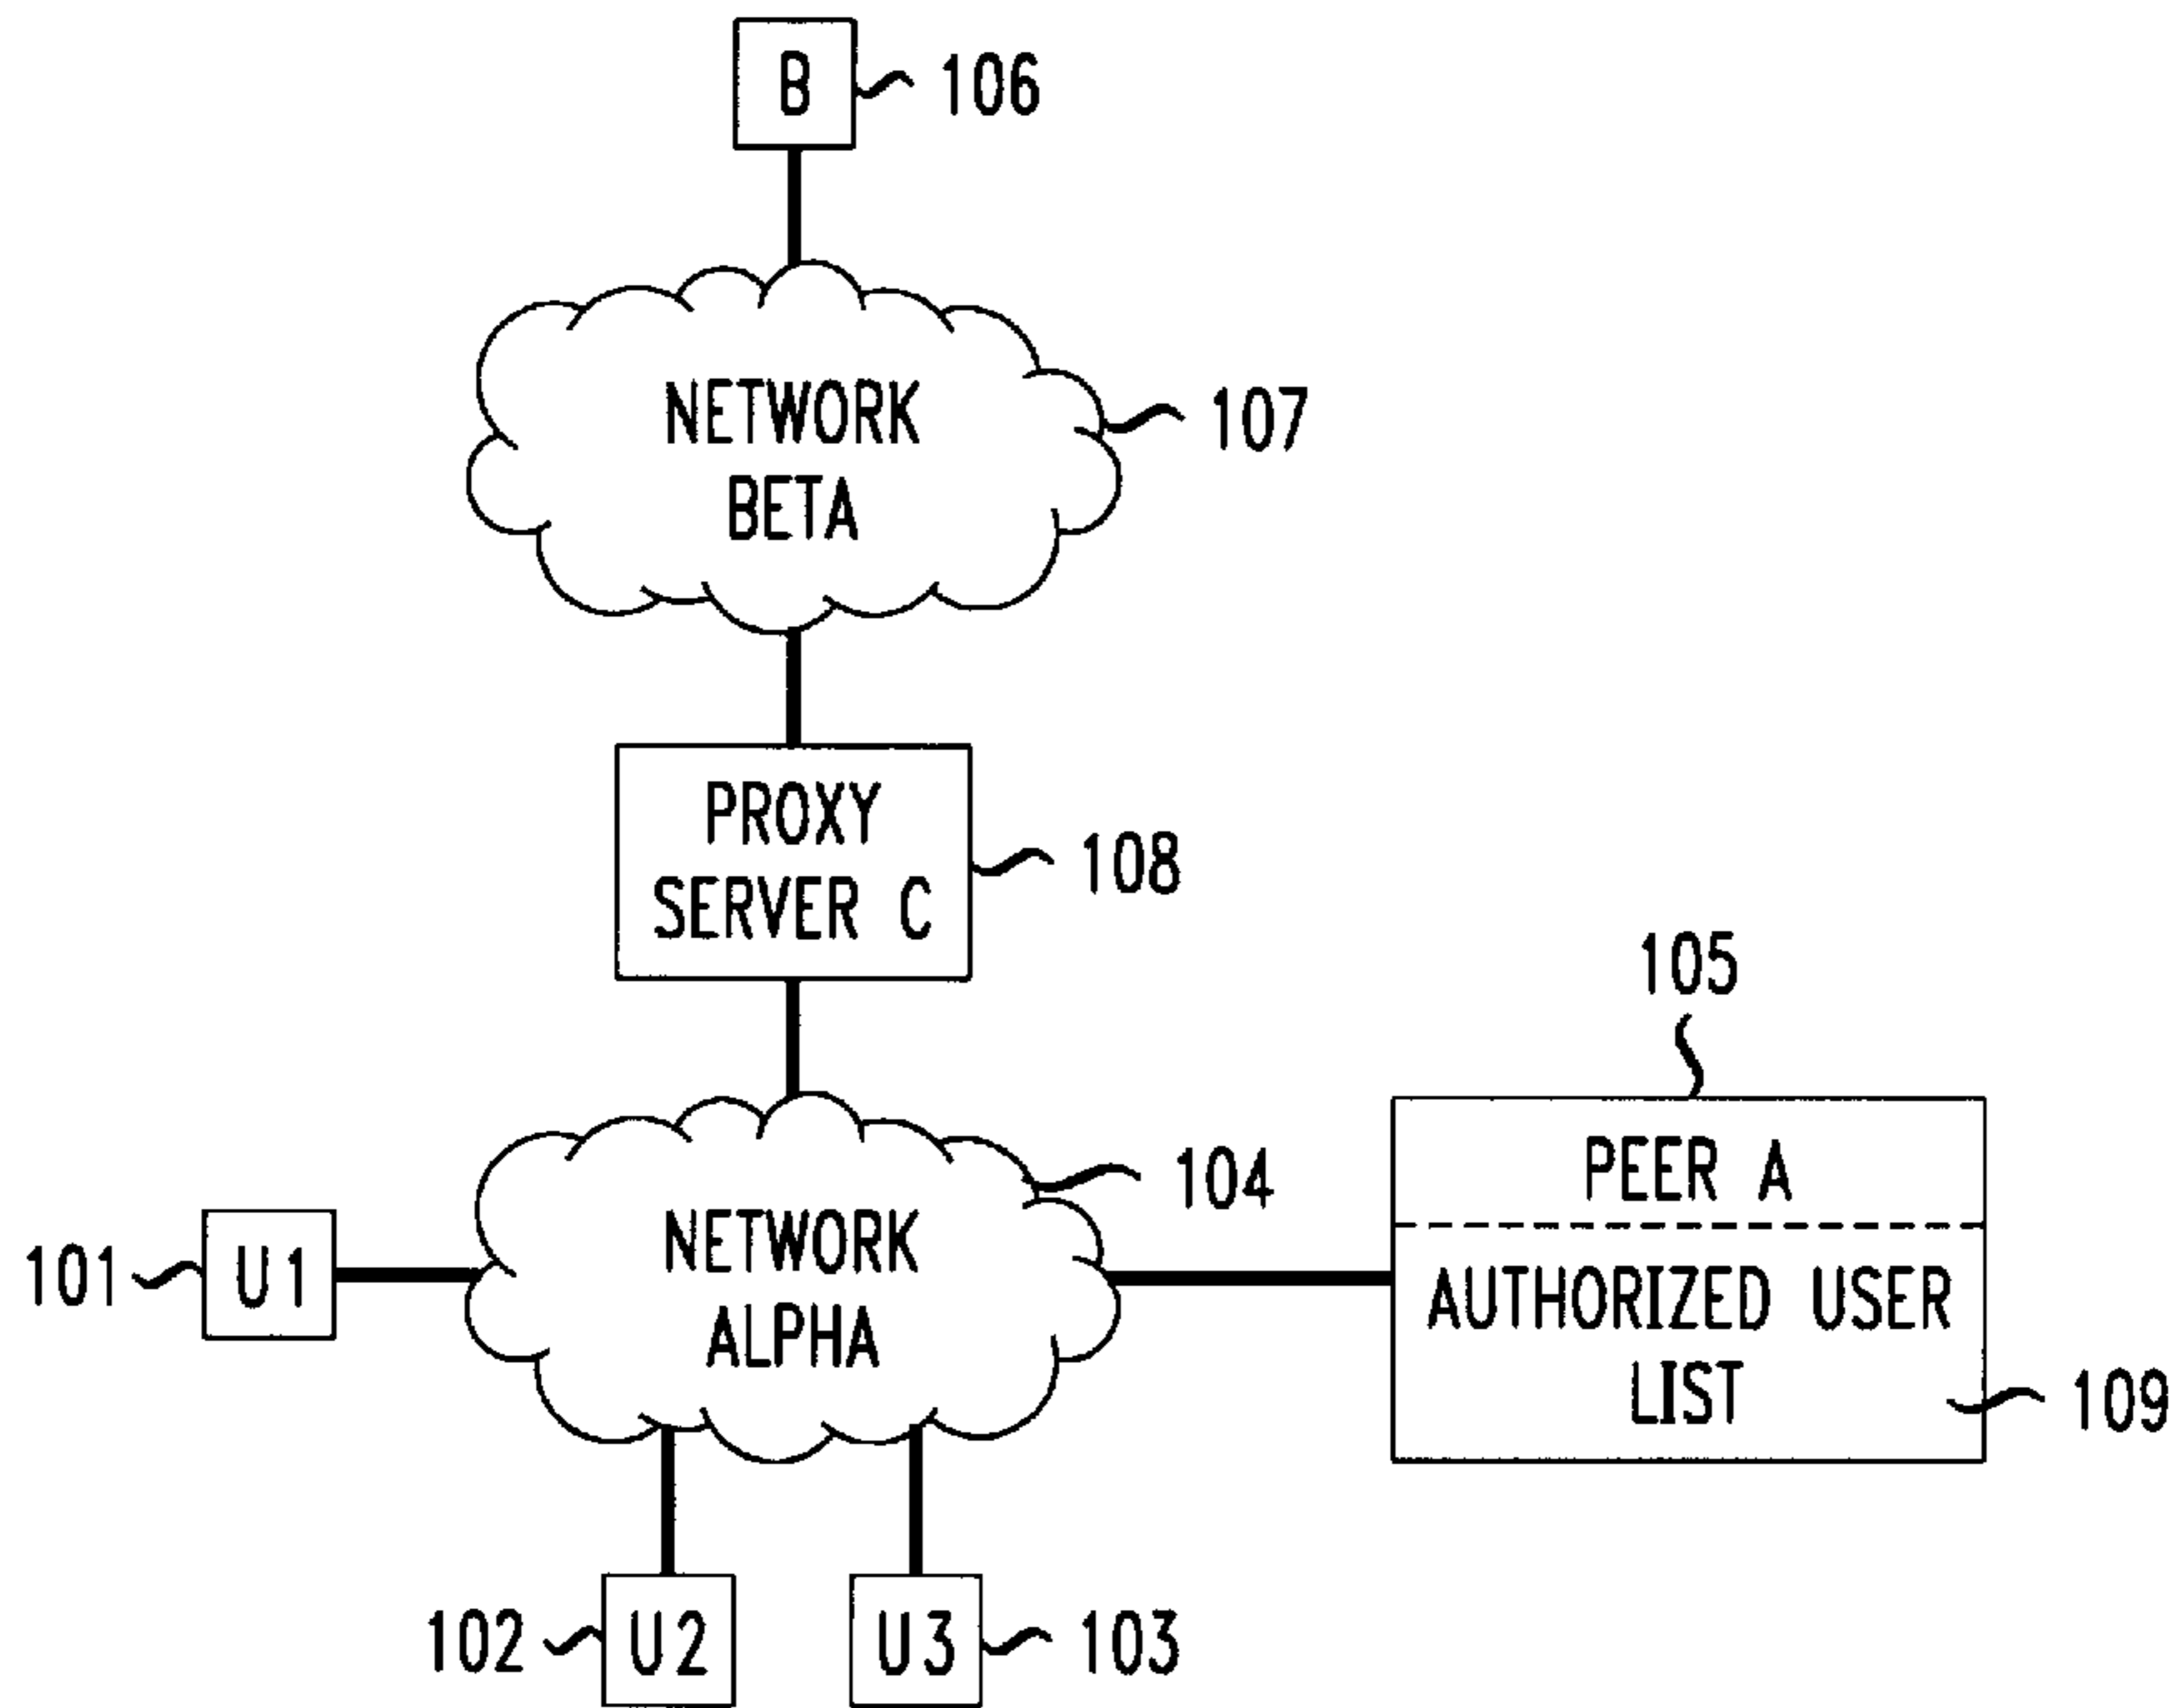 B
106
NETWORK
BETA
107
PROXY
SERVER C
108
105
PEER A
AUTHORIZED USER
LIST
109
104
NETWORK
ALPHA
101
U1
102
U2
U3
103